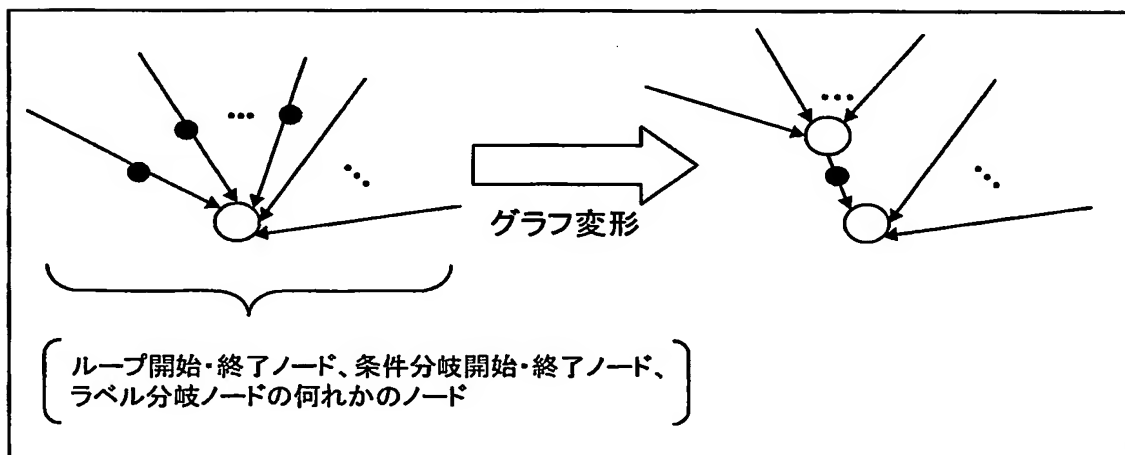 グラフ変形
ループ開始・終了ノード、条件分岐開始・終了ノード、
ラベル分岐ノードの何れかのノード